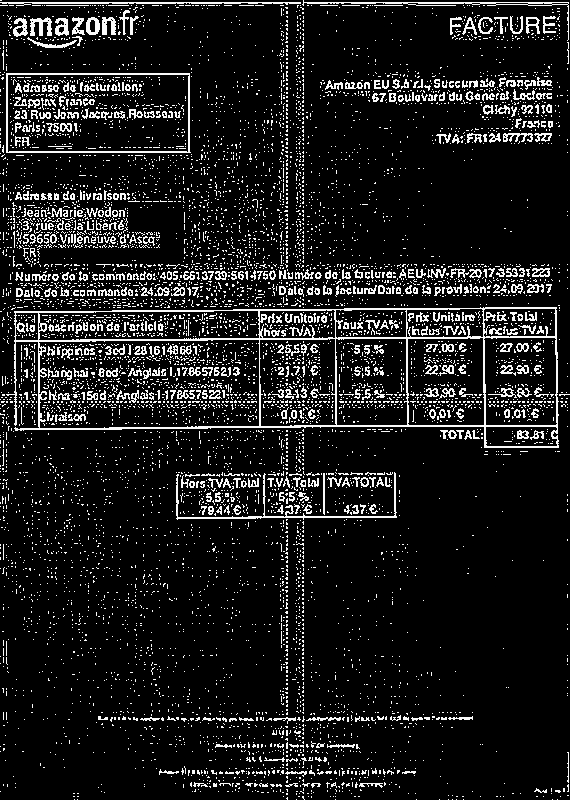 amazon.fr
FACTURE
Adresse de facturation:
Zapptax France
23 Rue Jean Jacques Rousseau
Paris, 75001
FR
Amazon EU S.à r.l., Succursale Française
67 Boulevard du General Leclerc
Clichy 92110
France
TVA: FR12487773327
Adresse de livraison:
Jean-Marie Wodon
3, rue de la Liberté
59650 Villeneuve d'Ascq
FR
Numéro de la commande: 405-6613739-5614760 Numéro de la facture: AEU-INV-FR-2017-35331223
Date de la commande: 24.09.2017 Date de la facture/Date de la provision: 24.09.2017
Qté Description de l'article Prix Unitaire (hors TVA) Taux TVA% Prix Unitaire (inclus TVA) Prix Total (inclus TVA)
1 Philippines - 3ed | 2816148661 25,59 € 5,5 % 27,00 € 27,00 €
1 Shanghai - 8ed - Anglais | 1786575213 21,71 € 5,5 % 22,90 € 22,90 €
1 China - 15ed - Anglais | 178657522 32,13 € 5,5 % 33,90 € 33,90 €
Livraison 0,01 € 0,01 € 0,01 €
TOTAL: 83,81 €
Hors TVA Total TVA Total TVA TOTAL
5,5 % 5,5 %
79,44 € 4,37 € 4,37 €